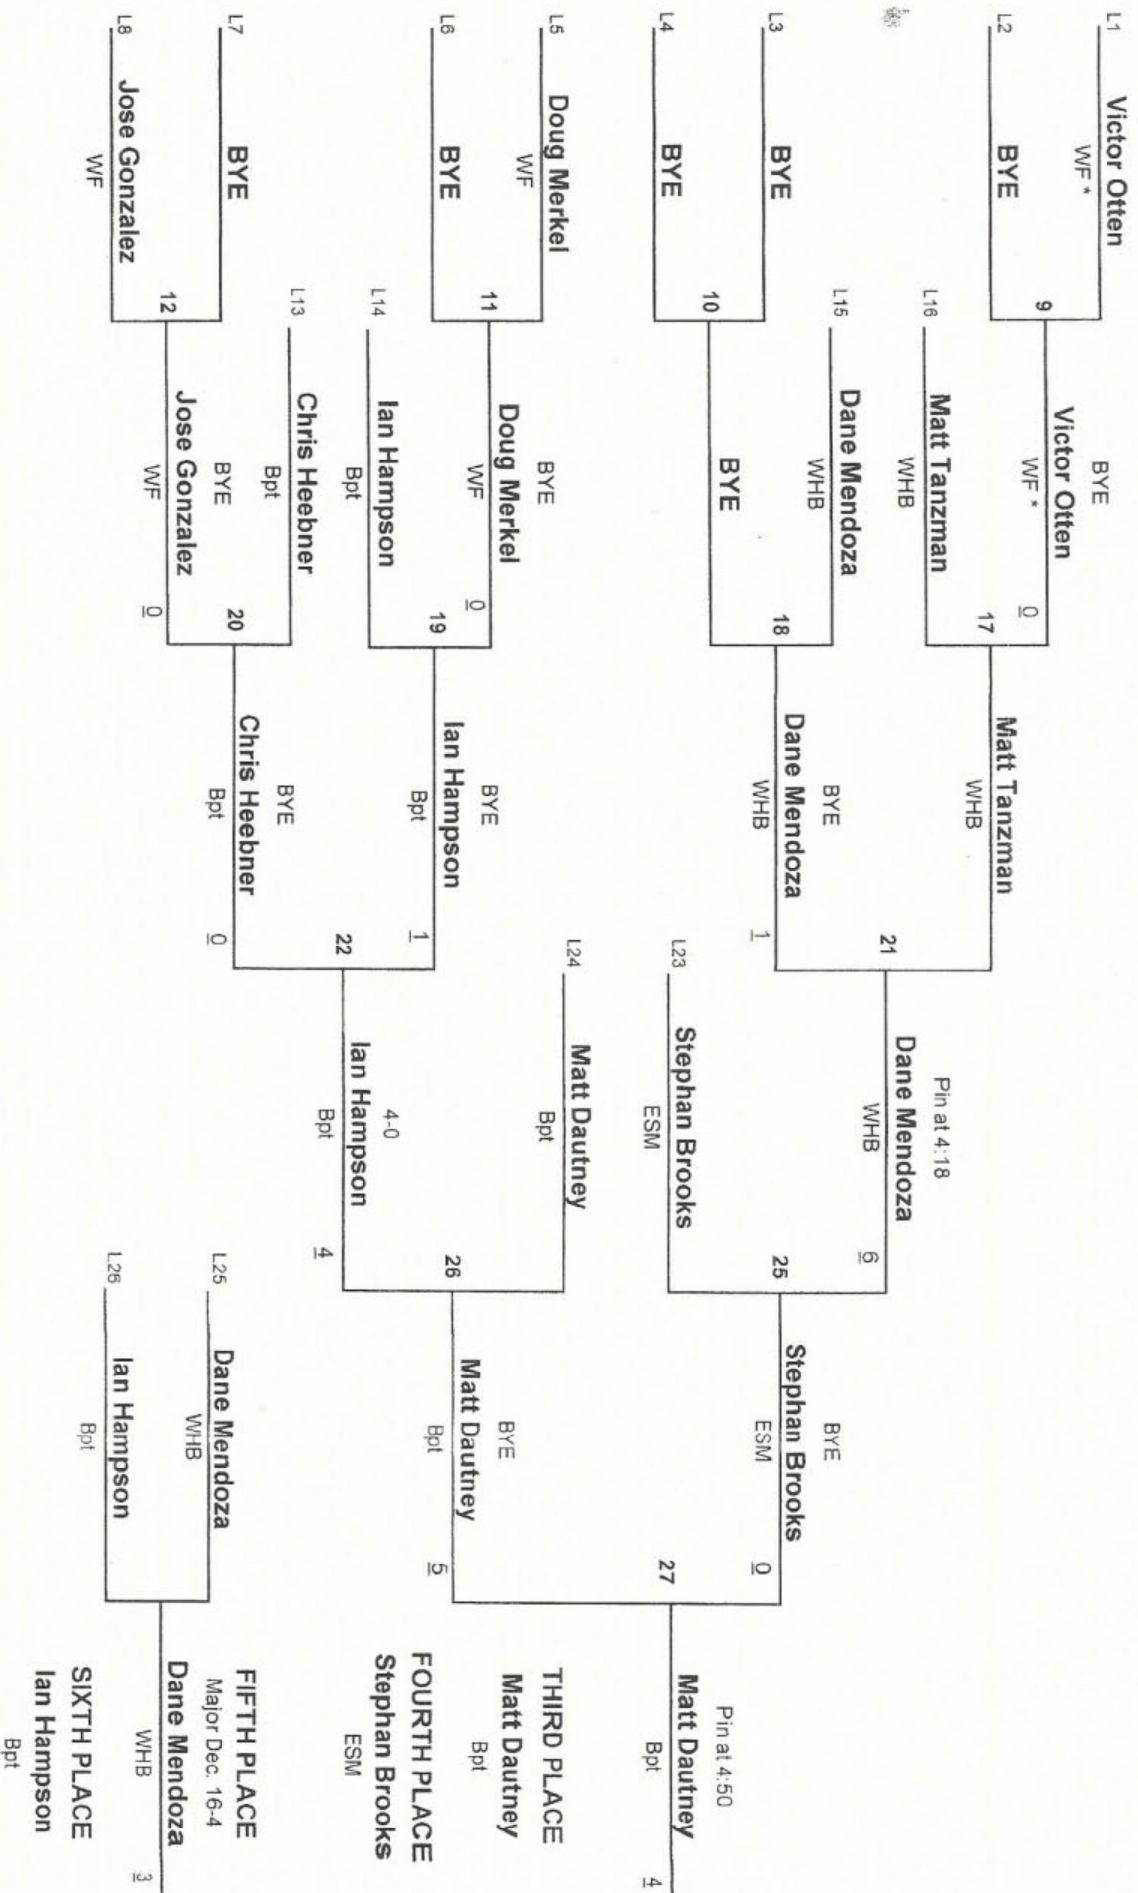 L1
Victor Otten
WF *
9
L2
BYE
L3
BYE
10
L4
BYE
L5
Doug Merkel
WF
11
L6
BYE
L7
BYE
12
L8
Jose Gonzalez
WF
BYE
Victor Otten
WF *
0
17
L16
Matt Tanzman
WHB
L15
Dane Mendoza
WHB
18
BYE
BYE
Doug Merkel
WF
0
19
L14
Ian Hampson
Bpt
L13
Chris Heebner
Bpt
20
BYE
Jose Gonzalez
WF
0
Matt Tanzman
WHB
21
BYE
Dane Mendoza
WHB
1
BYE
Ian Hampson
Bpt
1
22
BYE
Chris Heebner
Bpt
0
Pin at 4:18
Dane Mendoza
WHB
6
25
L23
Stephan Brooks
ESM
L24
Matt Dautney
Bpt
26
4-0
Ian Hampson
Bpt
4
BYE
Stephan Brooks
ESM
0
27
BYE
Matt Dautney
Bpt
5
L25
Dane Mendoza
WHB
L26
Ian Hampson
Bpt
Pin at 4:50
Matt Dautney
Bpt
4
THIRD PLACE
Matt Dautney
Bpt
FOURTH PLACE
Stephan Brooks
ESM
FIFTH PLACE
Major Dec. 16-4
Dane Mendoza
WHB
3
SIXTH PLACE
Ian Hampson
Bpt